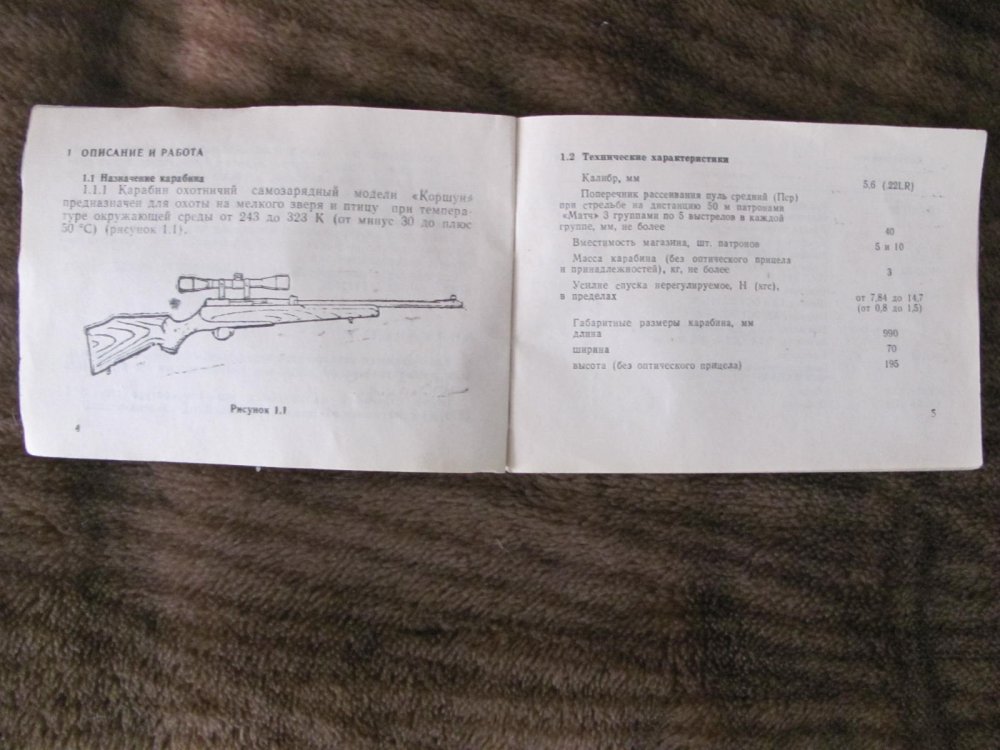 1 ОПИСАНИЕ И РАБОТА
1.1 Назначение карабина
1.1.1 Карабин охотничий самозарядный модели «Коршун»
предназначен для охоты на мелкого зверя и птицу при темпера-
туре окружающей среды от 243 до 323 К (от минус 30 до плюс
50 °С) (рисунок 1.1).
Рисунок 1.1
4
1.2 Технические характеристики
Калибр, мм 5,6 (.22LR)
Поперечник рассеивания пуль средний (Пср)
при стрельбе на дистанцию 50 м патронами
«Матч» 3 группами по 5 выстрелов в каждой
группе, мм, не более 40
Вместимость магазина, шт. патронов 5 и 10
Масса карабина (без оптического прицела
и принадлежностей), кг, не более 3
Усилие спуска нерегулируемое, Н (кгс),
в пределах от 7,84 до 14,7
(от 0,8 до 1,5)
Габаритные размеры карабина, мм
длина 990
ширина 70
высота (без оптического прицела) 195
5